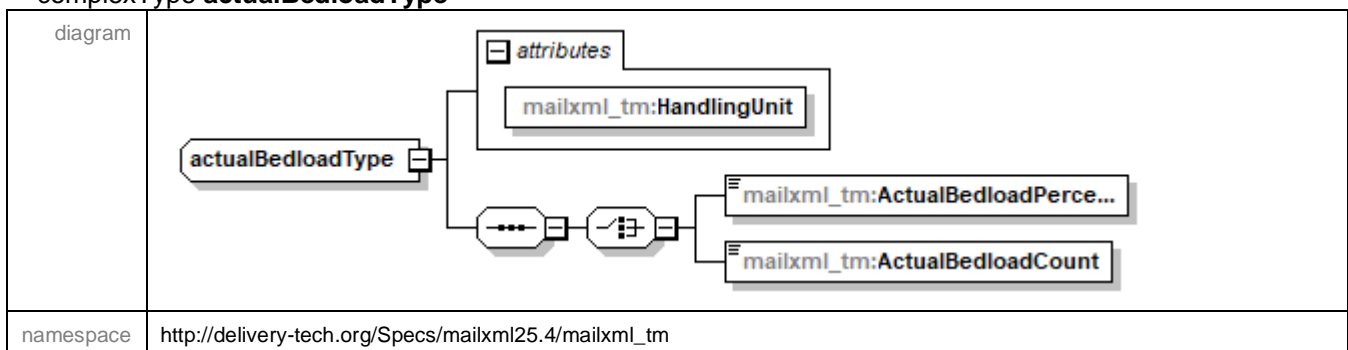 complexType actualBedloadType
diagram
attributes
mailxml_tm:HandlingUnit
actualBedloadType
mailxml_tm:ActualBedloadPerce...
mailxml_tm:ActualBedloadCount
namespace http://delivery-tech.org/Specs/mailxml25.4/mailxml_tm